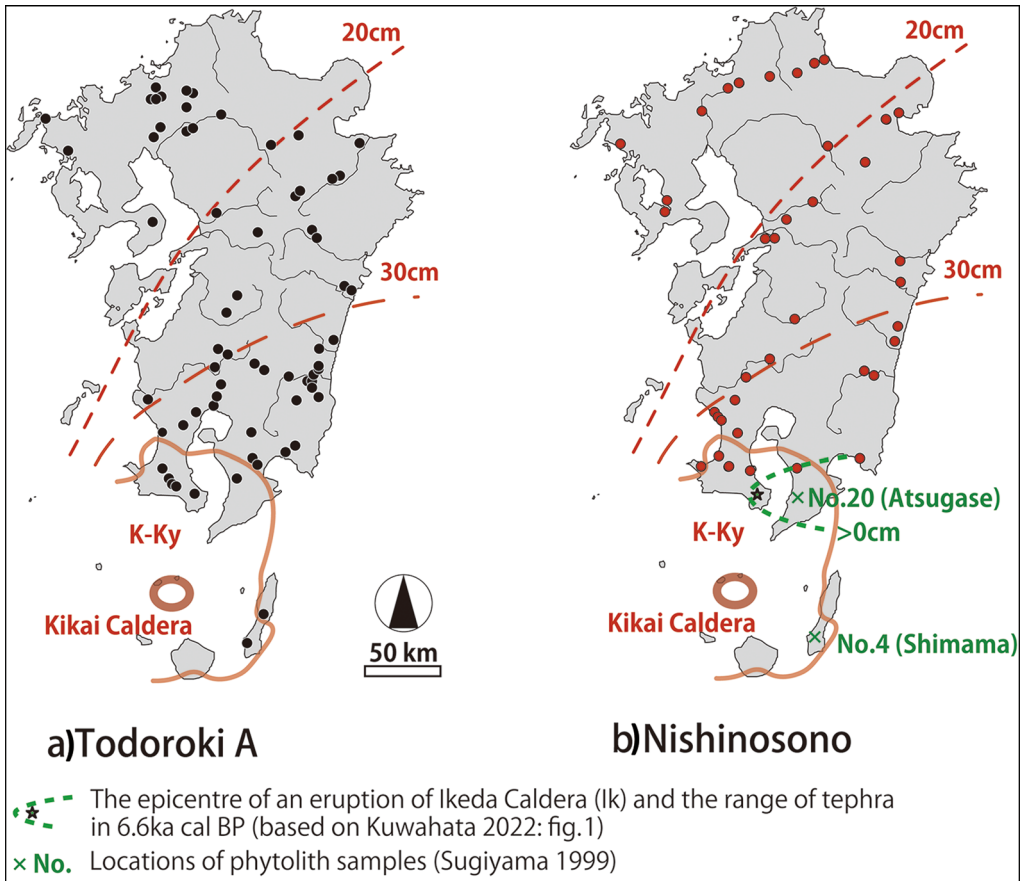 20cm
30cm
K-Ky
Kikai Caldera
50 km
a)Todoroki A
20cm
30cm
×No.20 (Atsugase)
>0cm
K-Ky
Kikai Caldera
× No.4 (Shimama)
b)Nishinosono
The epicentre of an eruption of Ikeda Caldera (Ik) and the range of tephra
in 6.6ka cal BP (based on Kuwahata 2022: fig.1)
× No. Locations of phytolith samples (Sugiyama 1999)